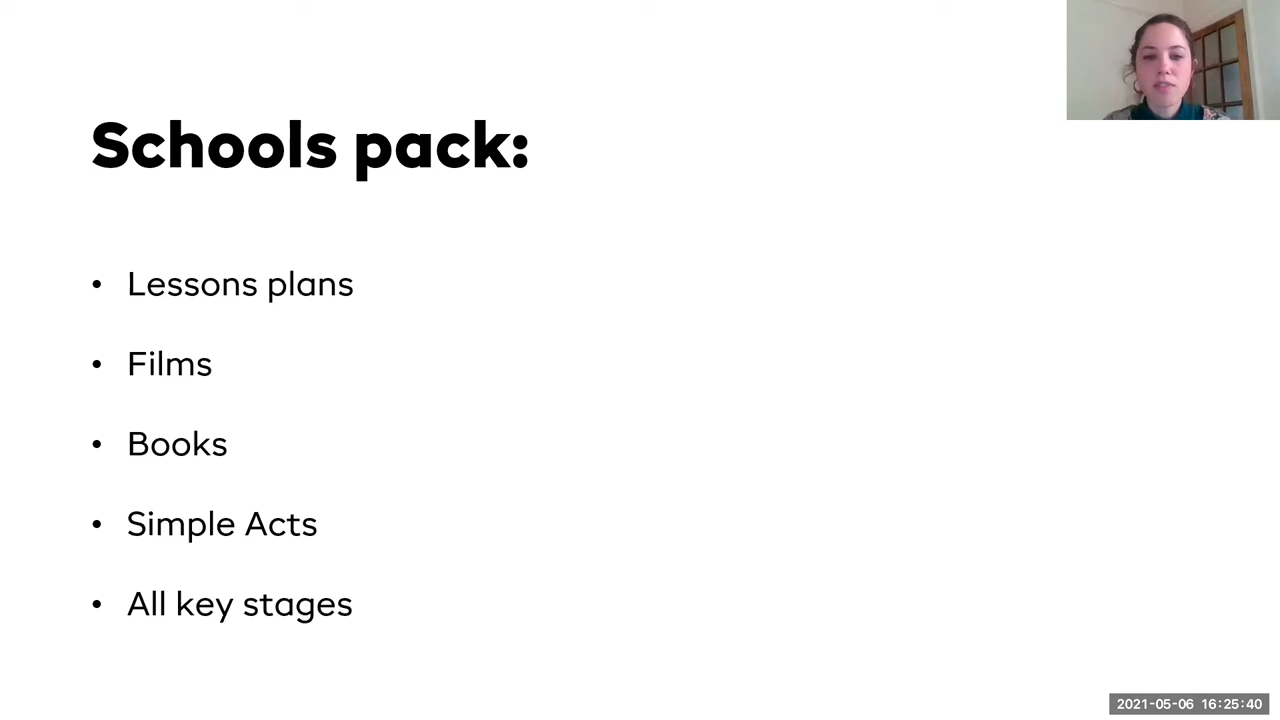 Schools pack:
• Lessons plans
• Films
• Books
• Simple Acts
• All key stages
2021-05-06 16:25:40